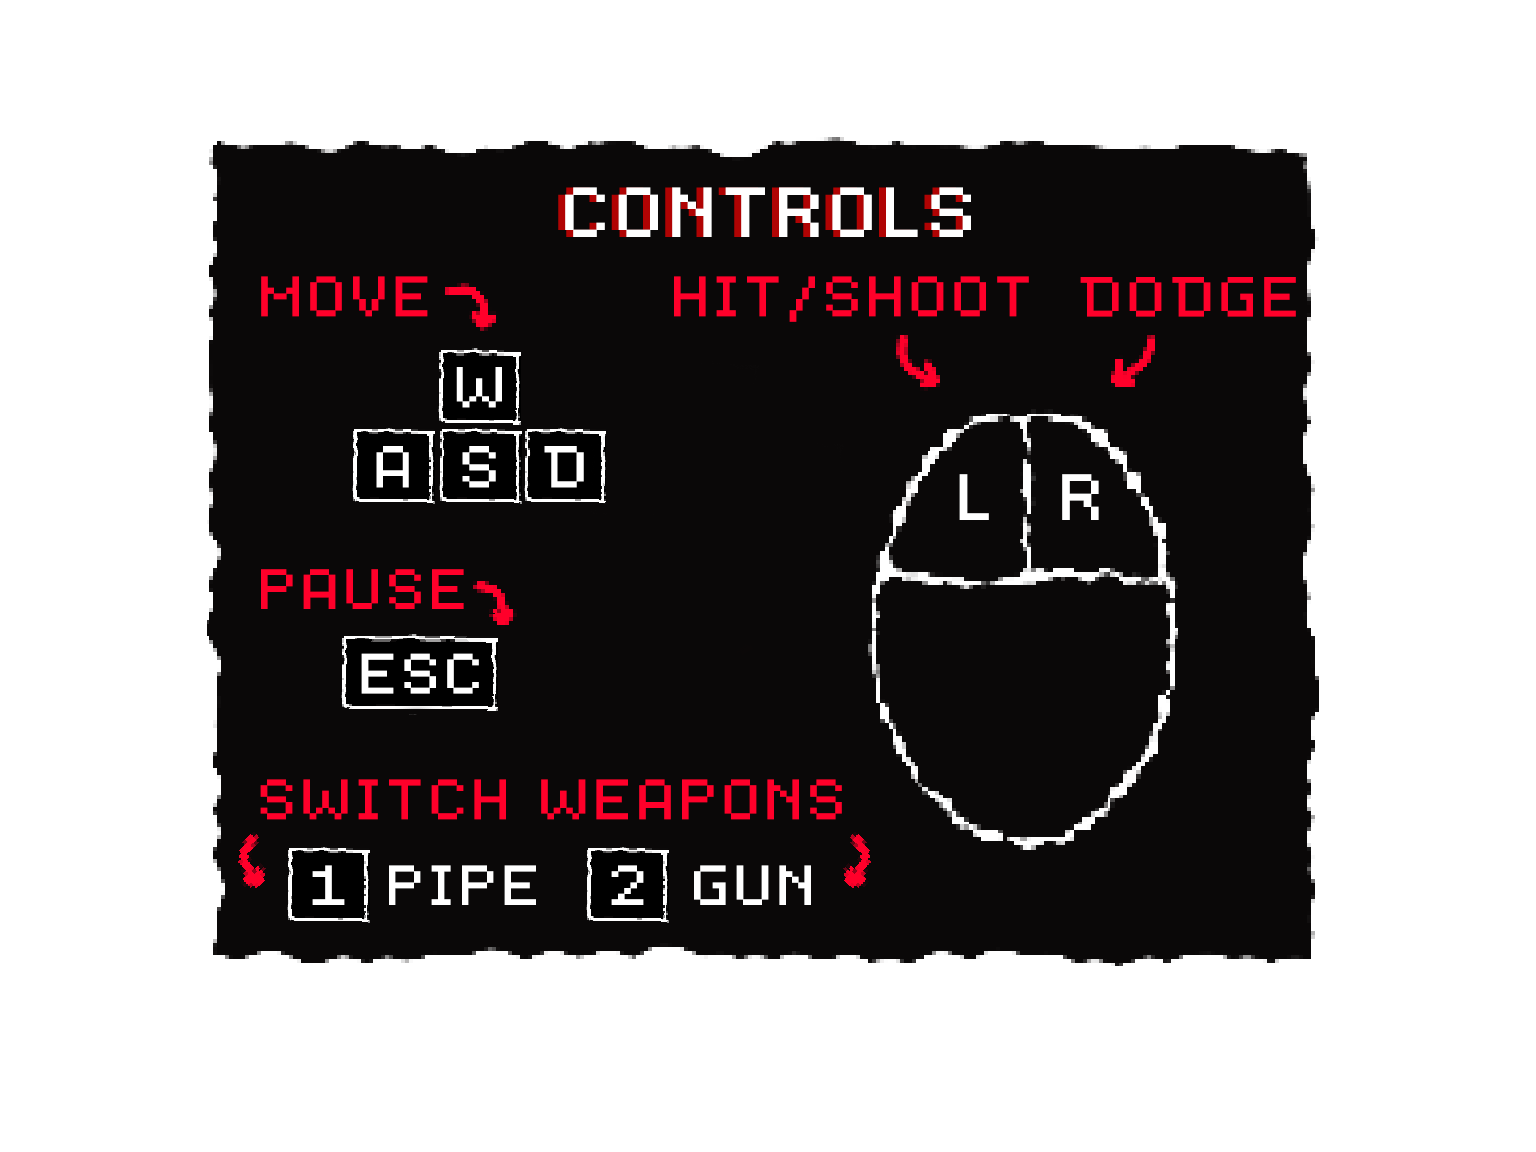 CONTROLS
MOVE
HIT/SHOOT DODGE
W
A S D
L R
PAUSE
ESC
SWITCH WEAPONS
1 PIPE 2 GUN